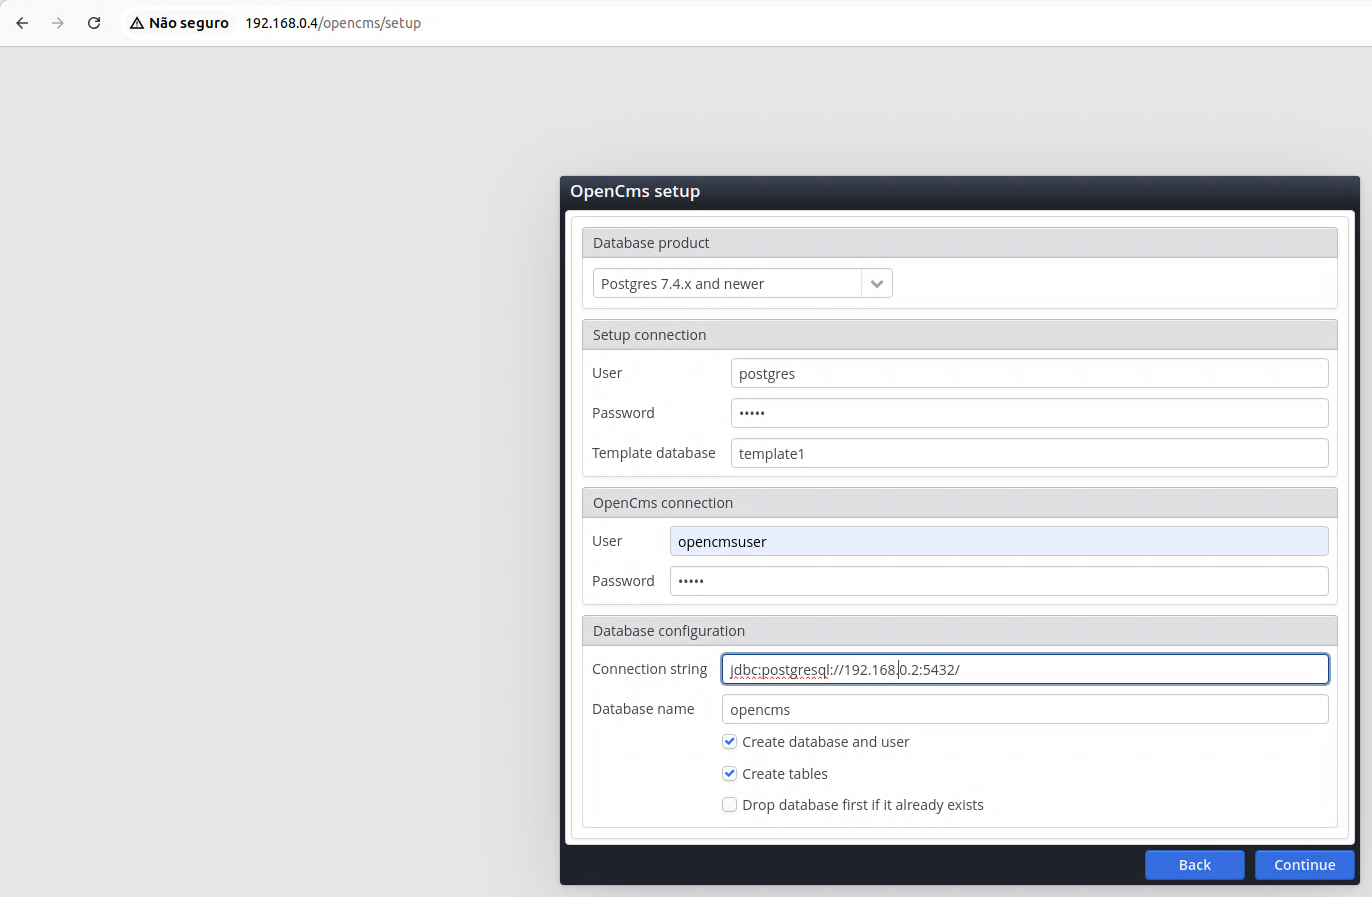 Não seguro 192.168.0.4/opencms/setup
OpenCms setup
Database product
Postgres 7.4.x and newer
Setup connection
User postgres
Password •••••
Template database template1
OpenCms connection
User opencmsuser
Password •••••
Database configuration
Connection string jdbc:postgresql://192.168.0.2:5432/
Database name opencms
Create database and user
Create tables
Drop database first if it already exists
Back Continue